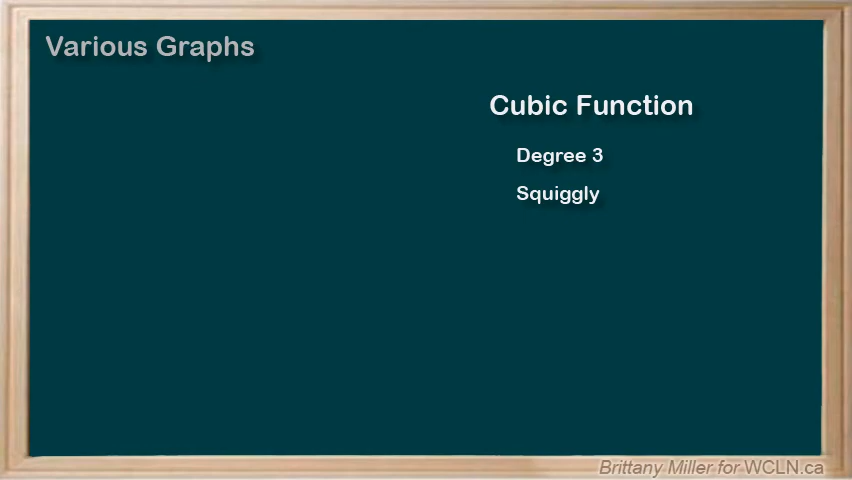 Various Graphs
Cubic Function
Degree 3
Squiggly
Brittany Miller for WCLN.ca